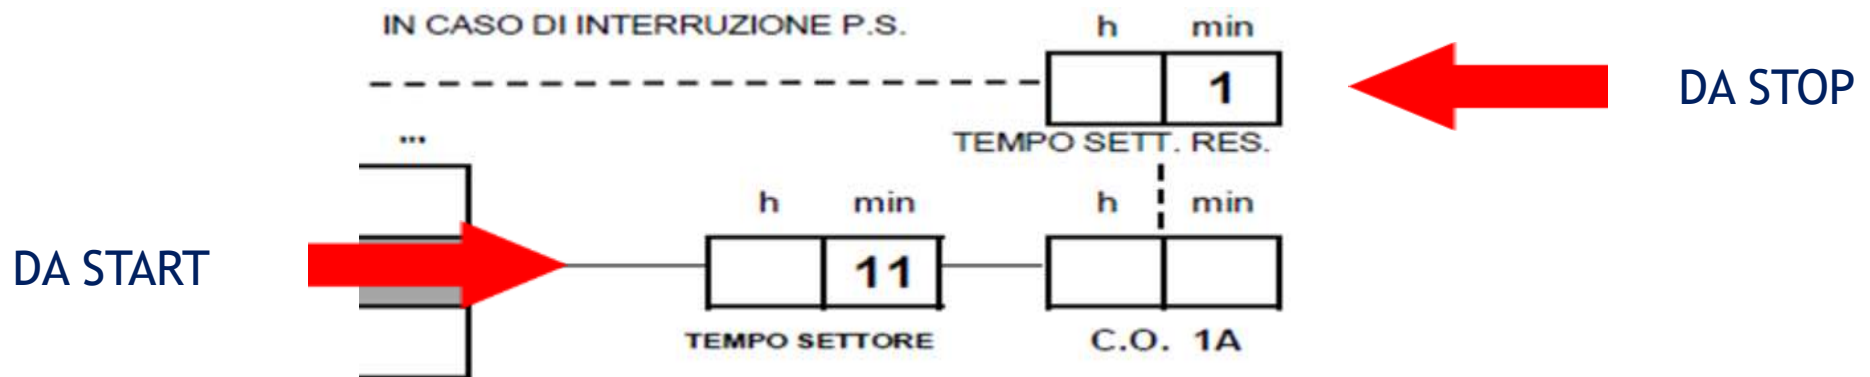 IN CASO DI INTERRUZIONE P.S. h min
1 DA STOP
... TEMPO SETT. RES.
h min h min
DA START 11
TEMPO SETTORE C.O. 1A